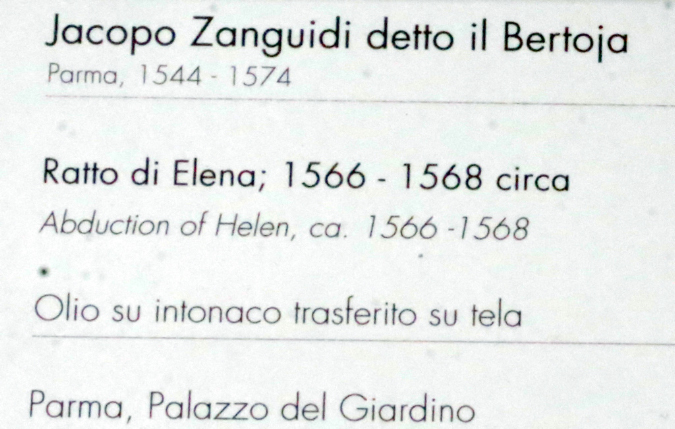 Jacopo Zanguidi detto il Bertoja
Parma, 1544 - 1574
Ratto di Elena; 1566 - 1568 circa
Abduction of Helen, ca. 1566 -1568
Olio su intonaco trasferito su tela
Parma, Palazzo del Giardino